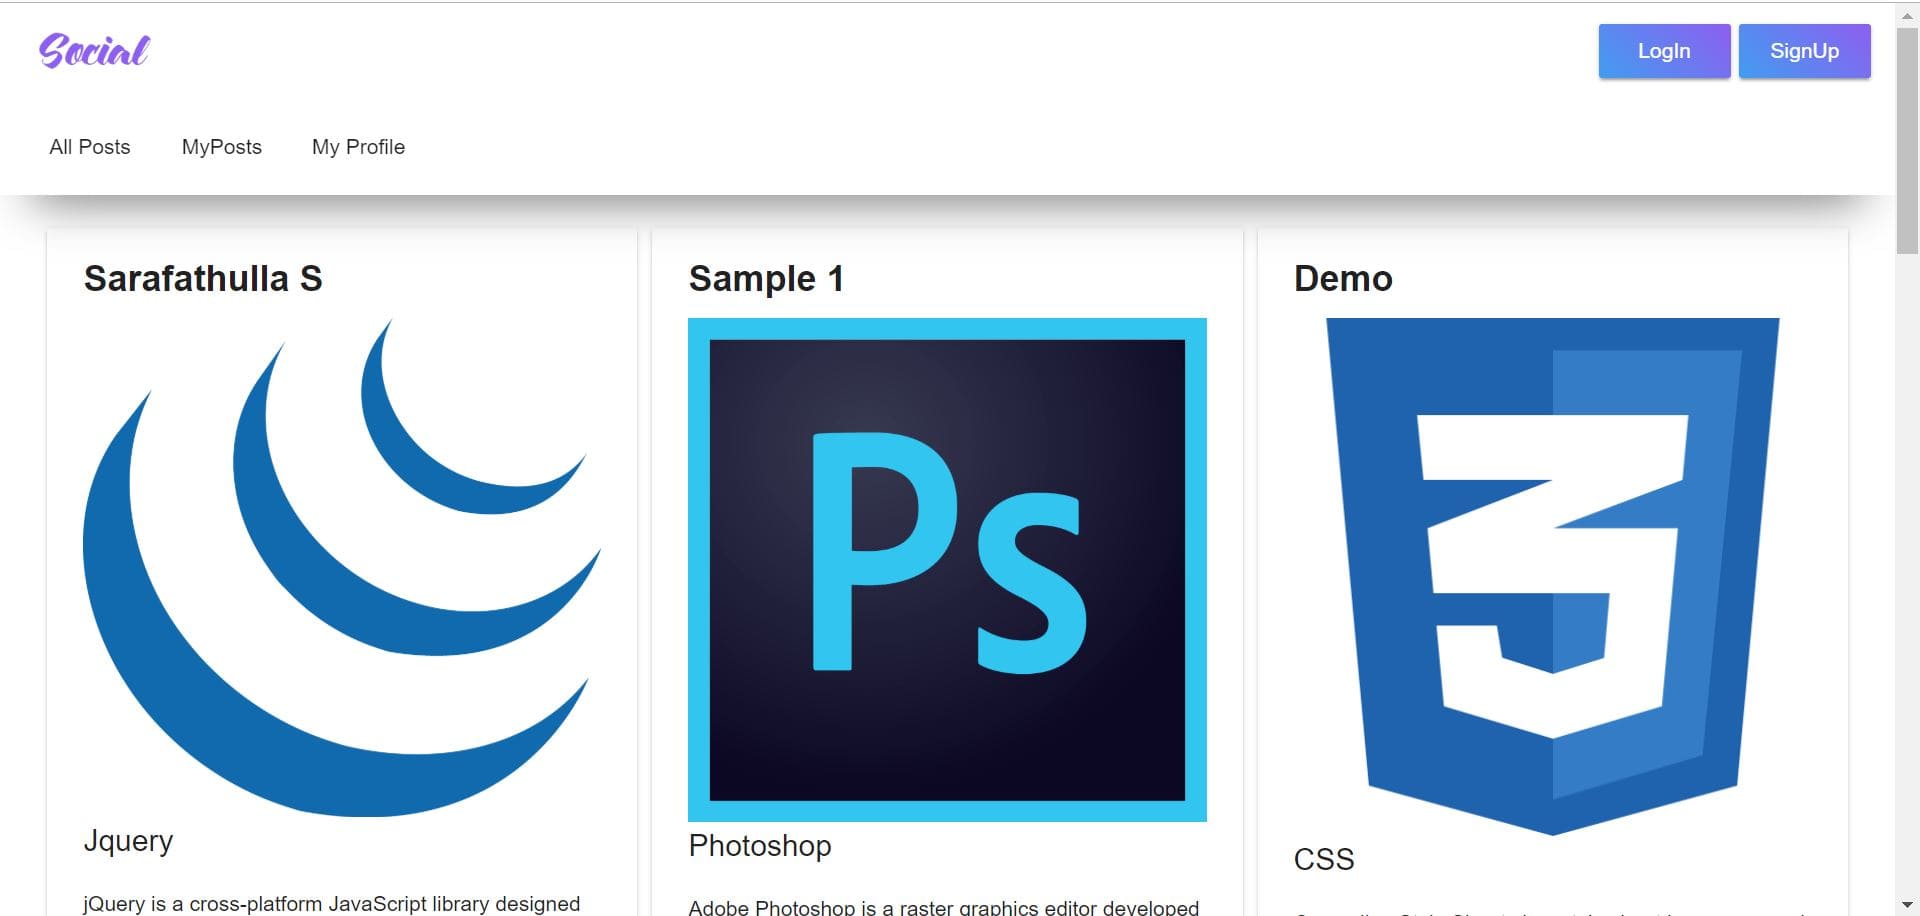 Social
LogIn
SignUp
All Posts
MyPosts
My Profile
Sarafathulla S
Jquery
jQuery is a cross-platform JavaScript library designed
Sample 1
Ps
Photoshop
Adobe Photoshop is a raster graphics editor developed
Demo
3
CSS